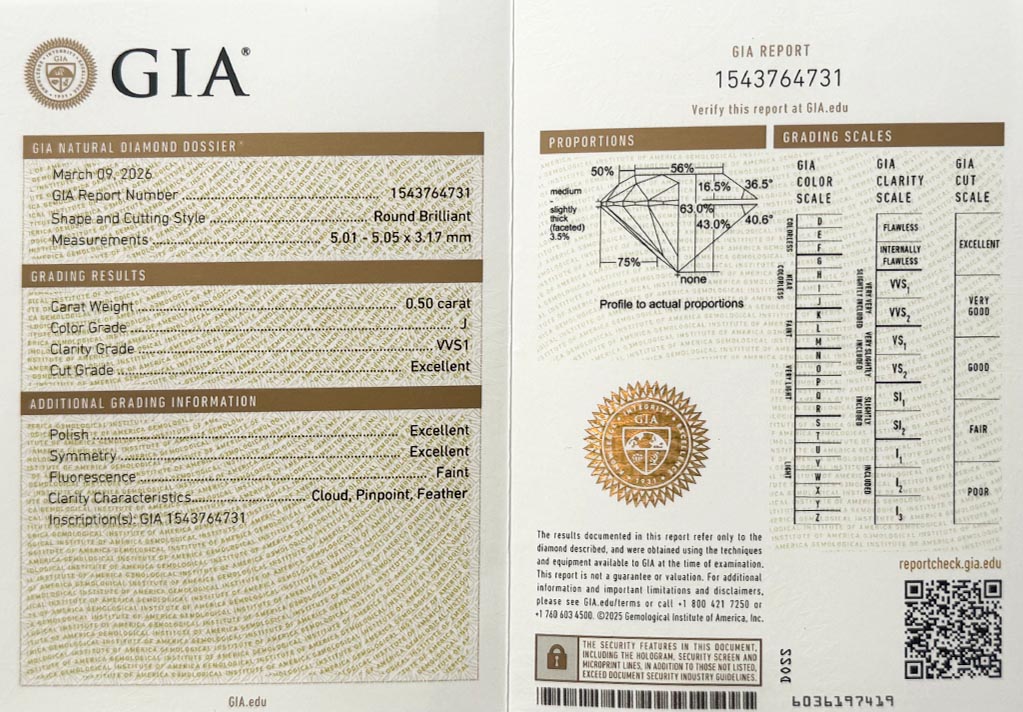 GIA®
GIA NATURAL DIAMOND DOSSIER®
March 09, 2026
GIA Report Number 1543764731
Shape and Cutting Style Round Brilliant
Measurements 5.01 - 5.05 x 3.17 mm
GRADING RESULTS
Carat Weight 0.50 carat
Color Grade J
Clarity Grade VVS1
Cut Grade Excellent
ADDITIONAL GRADING INFORMATION
Polish Excellent
Symmetry Excellent
Fluorescence Faint
Clarity Characteristics Cloud, Pinpoint, Feather
Inscription(s): GIA 1543764731
GIA.edu
GIA REPORT
1543764731
Verify this report at GIA.edu
PROPORTIONS
50%
56%
16.5%
36.5°
medium
-
slightly
thick
(faceted)
3.5%
63.0%
43.0%
40.6°
75%
none
Profile to actual proportions
GIA
1931
The results documented in this report refer only to the
diamond described, and were obtained using the techniques
and equipment available to GIA at the time of examination.
This report is not a guarantee or valuation. For additional
information and important limitations and disclaimers,
please see GIA.edu/terms or call +1 800 421 7250 or
+1 760 603 4500. ©2025 Gemological Institute of America, Inc.
THE SECURITY FEATURES IN THIS DOCUMENT,
INCLUDING THE HOLOGRAM, SECURITY SCREEN AND
MICROPRINT LINES, IN ADDITION TO THOSE NOT LISTED,
EXCEED DOCUMENT SECURITY INDUSTRY GUIDELINES.
GRADING SCALES
GIA
COLOR
SCALE
COLORLESS
D
E
F
NEAR COLORLESS
G
H
I
J
FAINT
K
L
M
VERY LIGHT
N
O
P
Q
R
LIGHT
S
T
U
V
W
X
Y
Z
GIA
CLARITY
SCALE
FLAWLESS
INTERNALLY
FLAWLESS
VERY VERY
SLIGHTLY INCLUDED
VVS1
VVS2
VERY SLIGHTLY
INCLUDED
VS1
VS2
SLIGHTLY
INCLUDED
SI1
SI2
INCLUDED
I1
I2
I3
GIA
CUT
SCALE
EXCELLENT
VERY
GOOD
GOOD
FAIR
POOR
reportcheck.gia.edu
DO22
6036197419